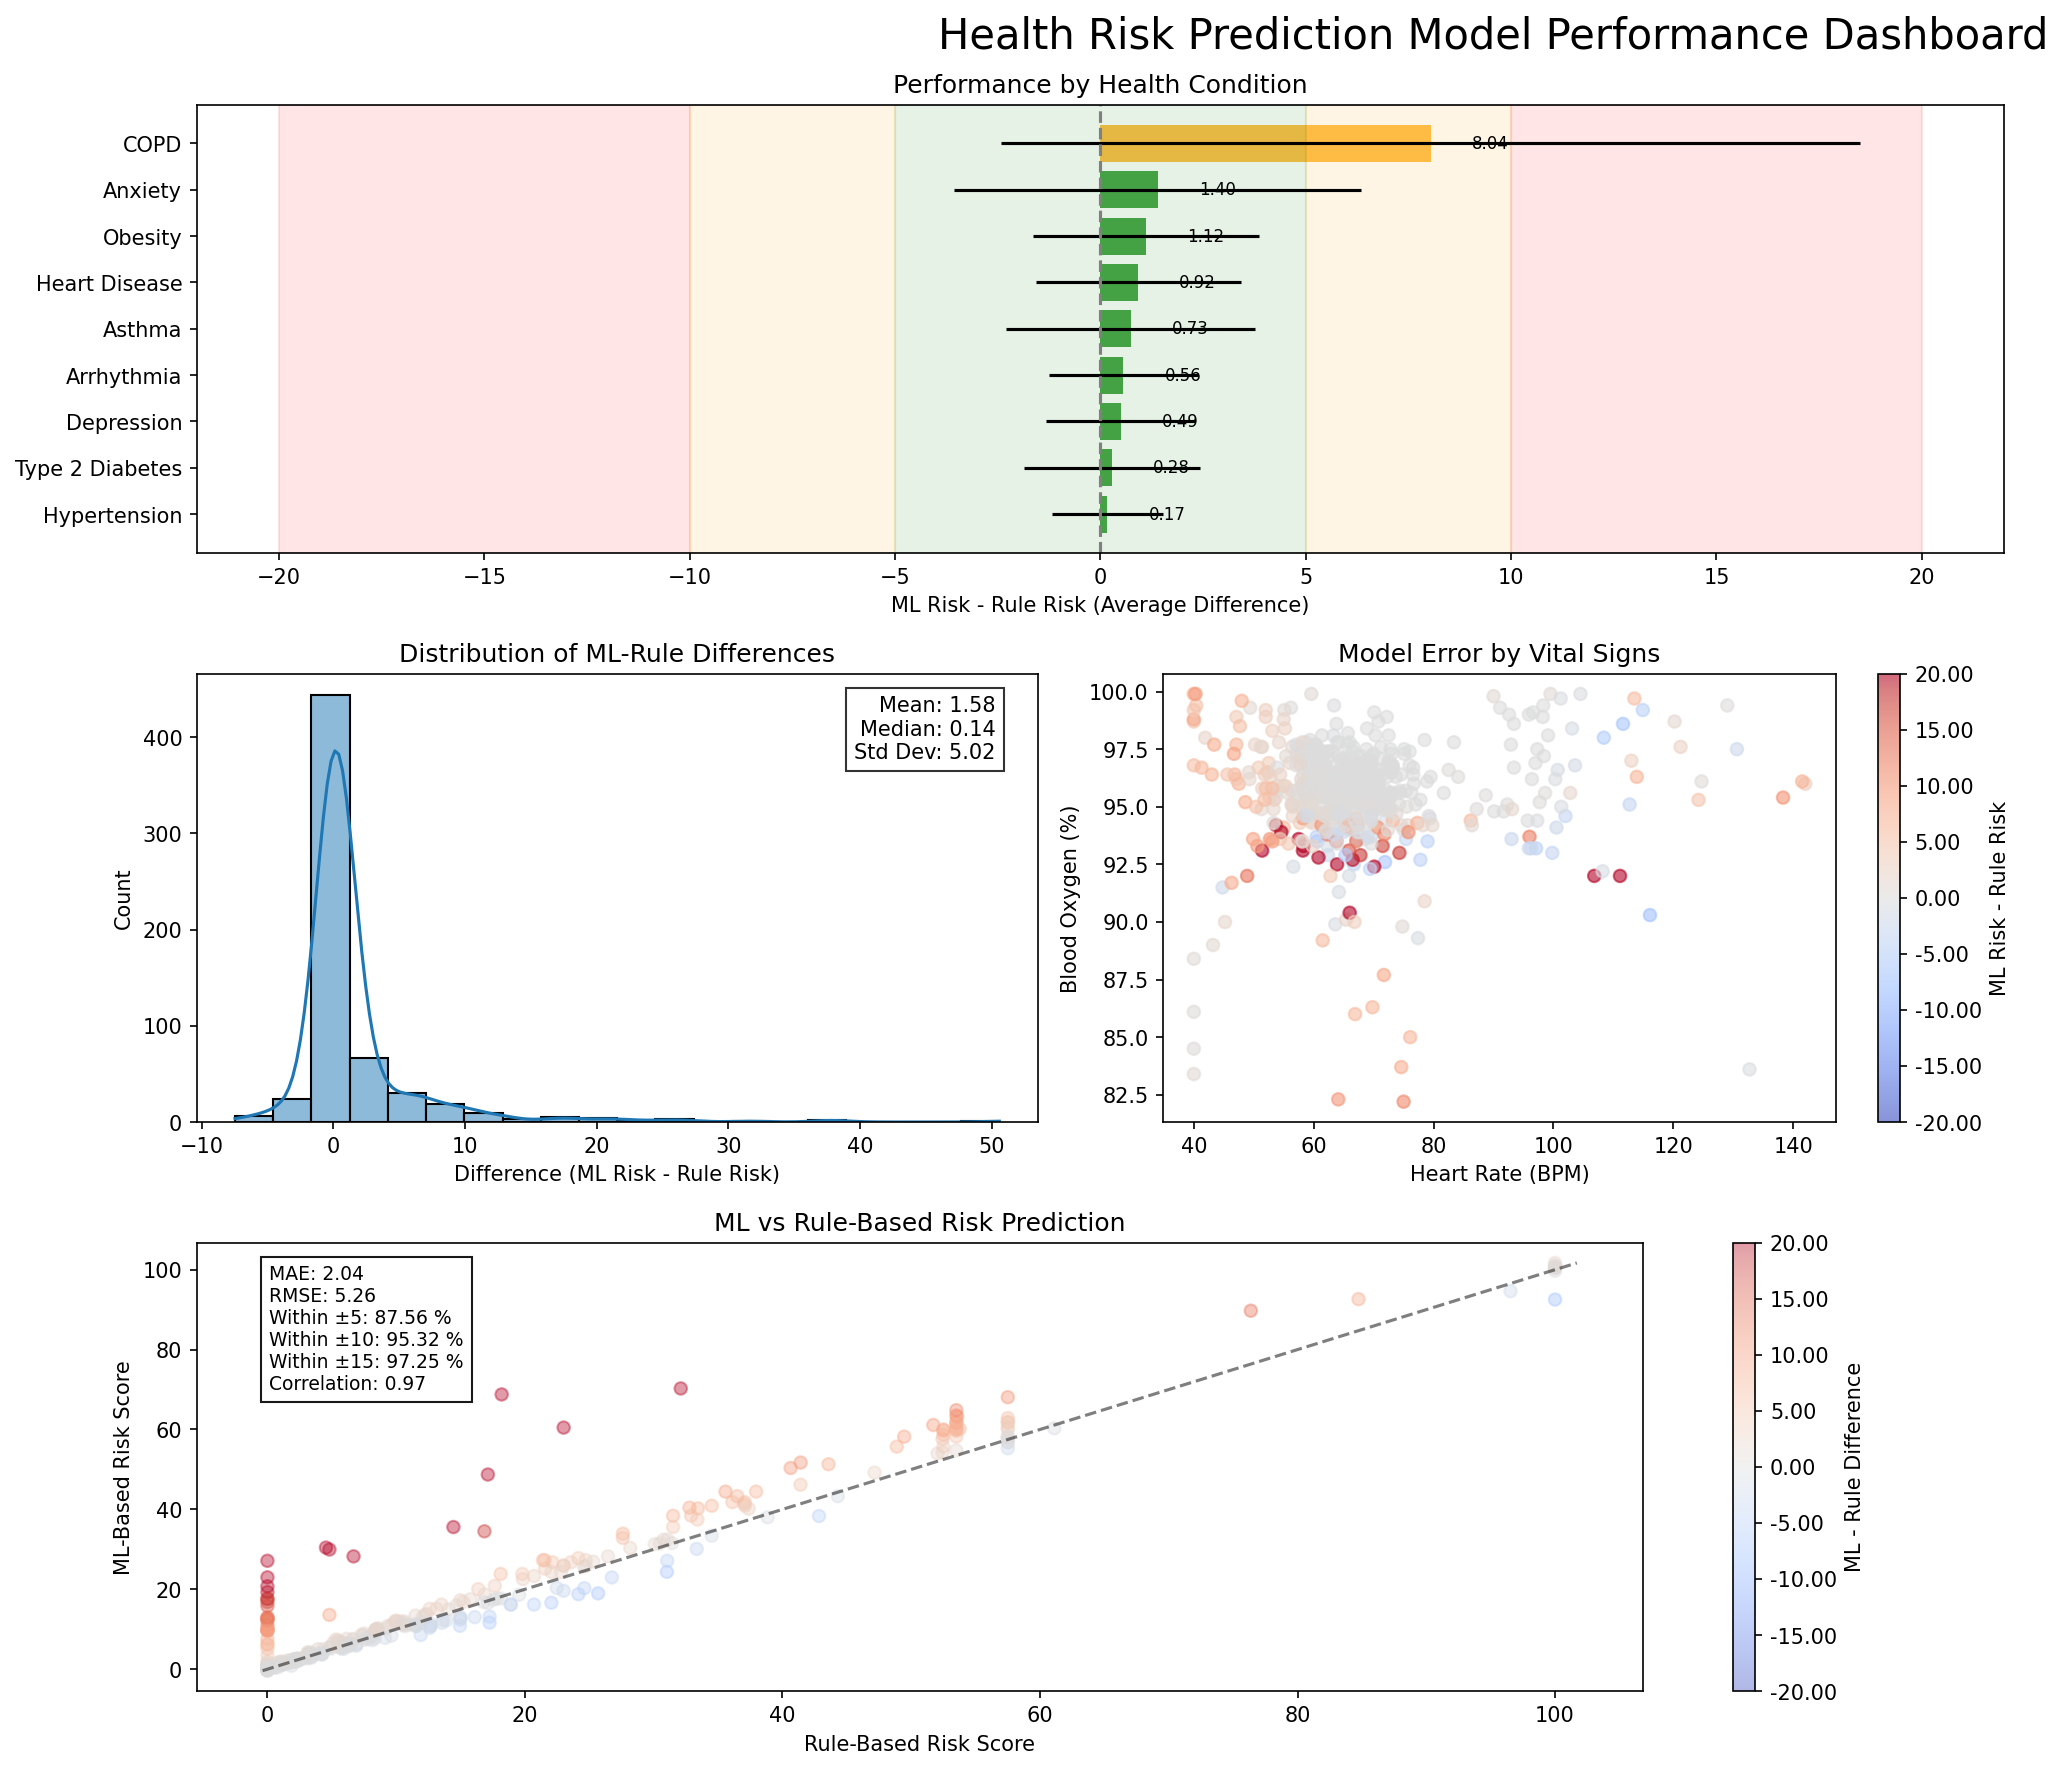 Health Risk Prediction Model Performance Dashboard
Performance by Health Condition
COPD
8.04
Anxiety
1.40
Obesity
1.12
Heart Disease
0.92
Asthma
0.73
Arrhythmia
0.56
Depression
0.49
Type 2 Diabetes
0.28
Hypertension
0.17
−20 −15 −10 −5 0 5 10 15 20
ML Risk - Rule Risk (Average Difference)
Distribution of ML-Rule Differences
Mean: 1.58
Median: 0.14
Std Dev: 5.02
Count
400
300
200
100
0
−10 0 10 20 30 40 50
Difference (ML Risk - Rule Risk)
Model Error by Vital Signs
Blood Oxygen (%)
100.0
97.5
95.0
92.5
90.0
87.5
85.0
82.5
40 60 80 100 120 140
Heart Rate (BPM)
20.00
15.00
10.00
5.00
0.00
-5.00
-10.00
-15.00
-20.00
ML Risk - Rule Risk
ML vs Rule-Based Risk Prediction
MAE: 2.04
RMSE: 5.26
Within ±5: 87.56 %
Within ±10: 95.32 %
Within ±15: 97.25 %
Correlation: 0.97
ML-Based Risk Score
100
80
60
40
20
0
0 20 40 60 80 100
Rule-Based Risk Score
20.00
15.00
10.00
5.00
0.00
-5.00
-10.00
-15.00
-20.00
ML - Rule Difference